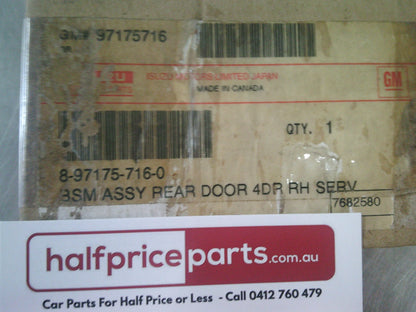 GM# 97175716
ISUZU MOTORS LIMITED JAPAN
MADE IN CANADA
GM
QTY. 1
8-97175-716-0
BSM ASSY REAR DOOR 4DR RH SERV
7682580
halfpriceparts.com.au
Car Parts For Half Price or Less - Call 0412 760 479